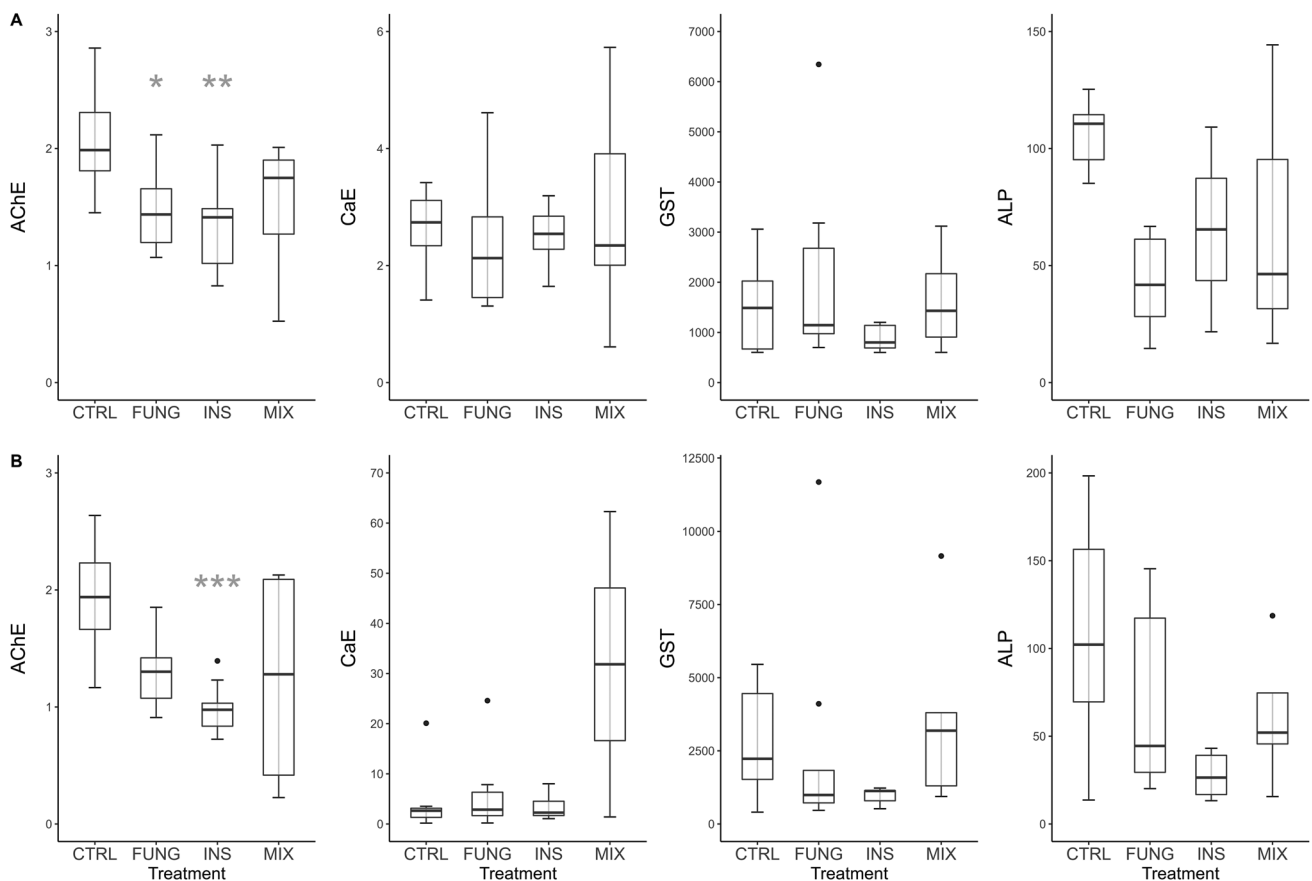 A
AChE
3
2
1
0
* **
CTRL FUNG INS MIX
CaE
6
4
2
0
CTRL FUNG INS MIX
GST
7000
6000
5000
4000
3000
2000
1000
0
CTRL FUNG INS MIX
ALP
150
100
50
0
CTRL FUNG INS MIX
B
AChE
3
2
1
0
***
CTRL FUNG INS MIX
Treatment
CaE
70
60
50
40
30
20
10
0
CTRL FUNG INS MIX
Treatment
GST
12500
10000
7500
5000
2500
0
CTRL FUNG INS MIX
Treatment
ALP
200
150
100
50
0
CTRL FUNG INS MIX
Treatment